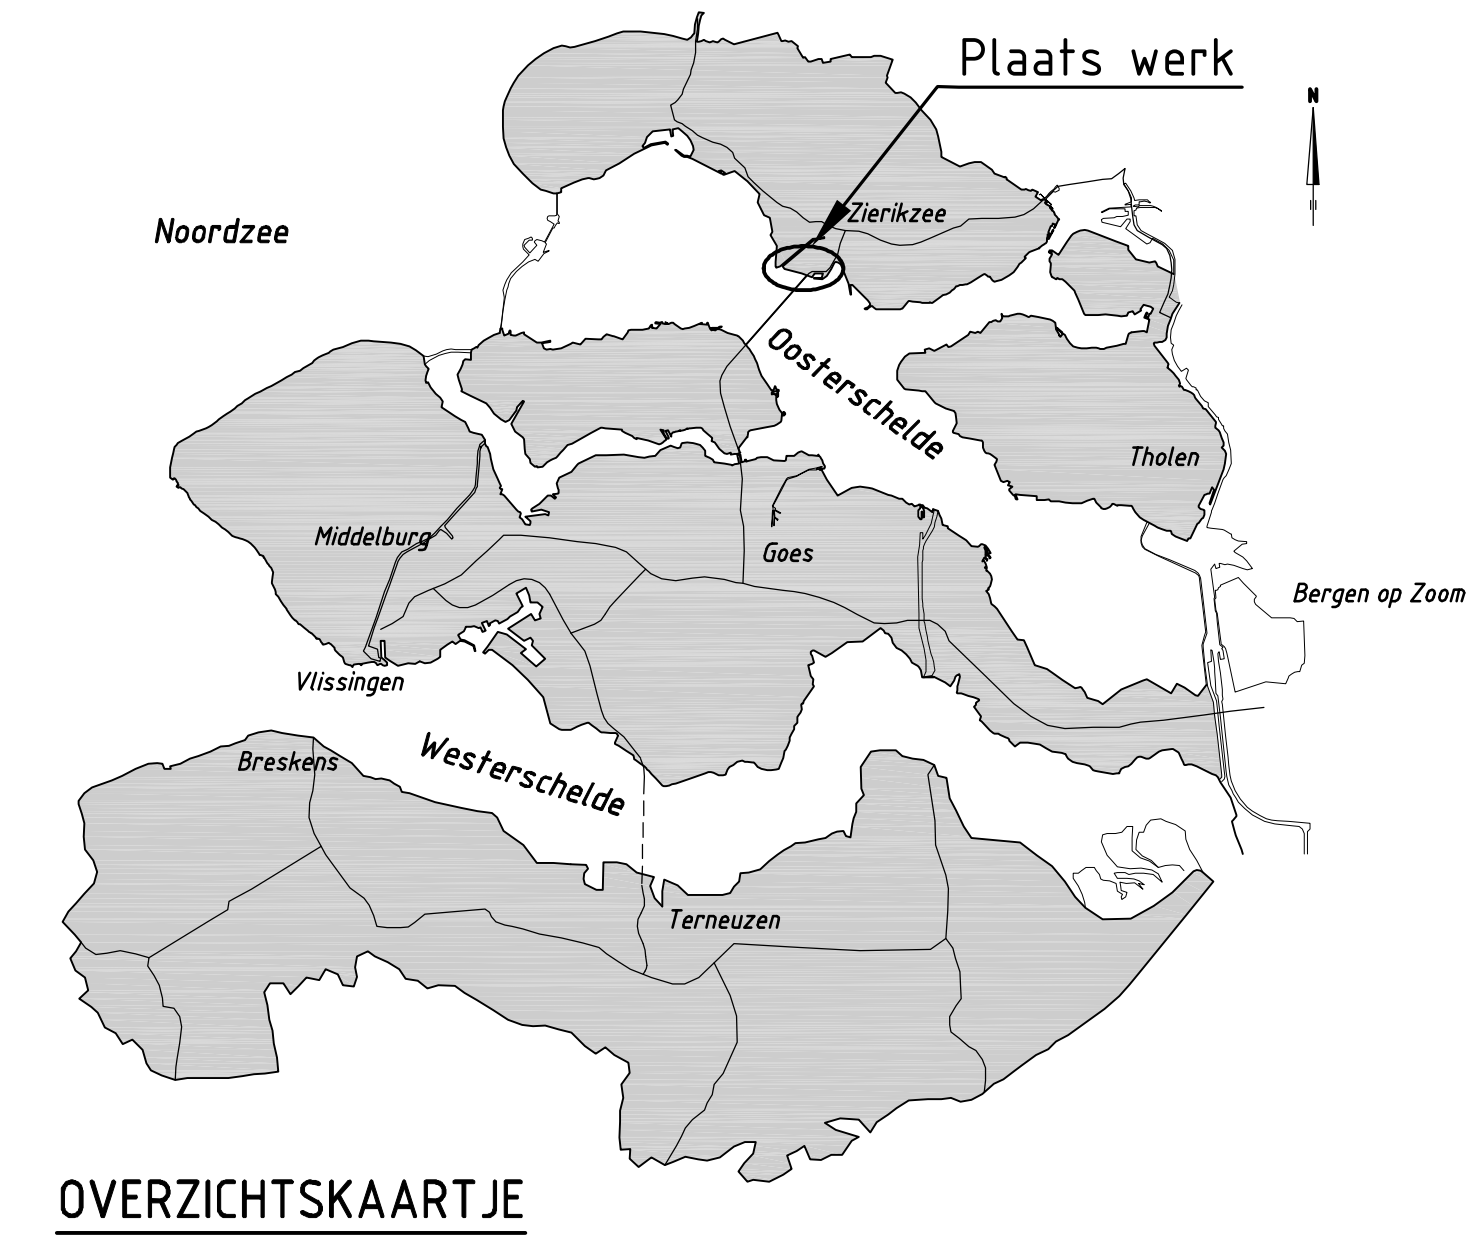 Plaats werk
N
Zierikzee
Noordzee
Oosterschelde
Tholen
Middelburg
Goes
Bergen op Zoom
Vlissingen
Westerschelde
Breskens
Terneuzen
OVERZICHTSKAARTJE